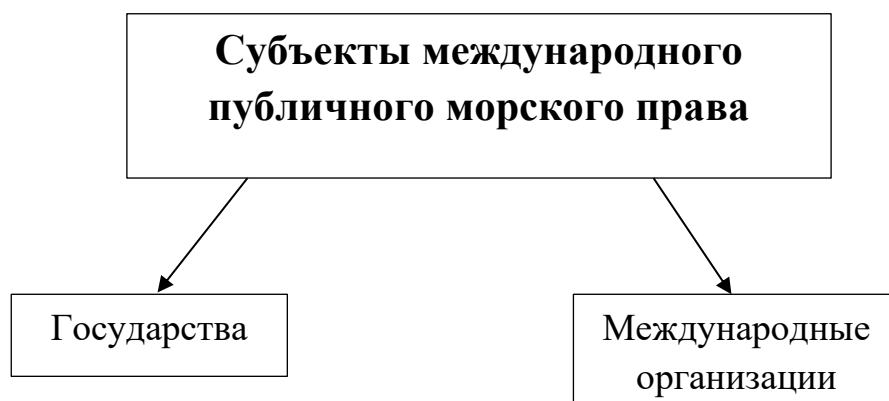 Субъекты международного
публичного морского права
Государства
Международные
организации